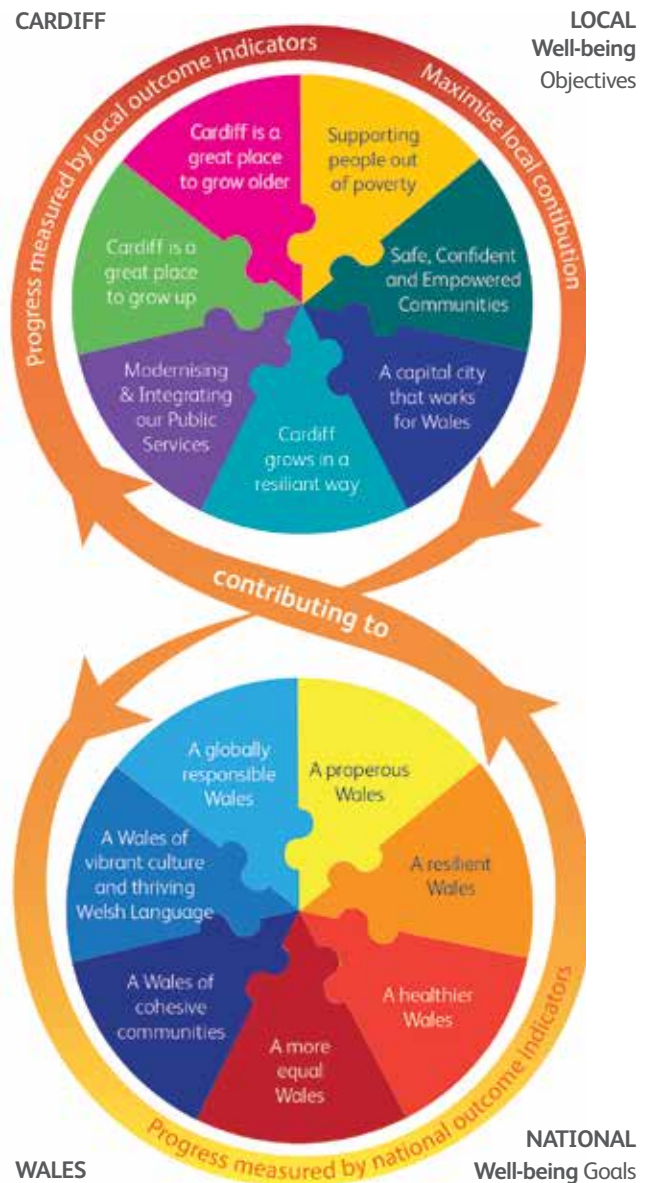 CARDIFF
LOCAL
Well-being
Objectives
Progress measured by local outcome indicators
Maximise local contibution
Cardiff is a
great place
to grow older
Supporting
people out
of poverty
Cardiff is a
great place
to grow up
Safe, Confident
and Empowered
Communities
Modernising
& Integrating
our Public
Services
A capital city
that works
for Wales
Cardiff
grows in a
resiliant way
contributing to
A globally
responsible
Wales
A properous
Wales
A Wales of
vibrant culture
and thriving
Welsh Language
A resilient
Wales
A Wales of
cohesive
communities
A healthier
Wales
A more
equal
Wales
Progress measured by national outcome indicators
WALES
NATIONAL
Well-being Goals